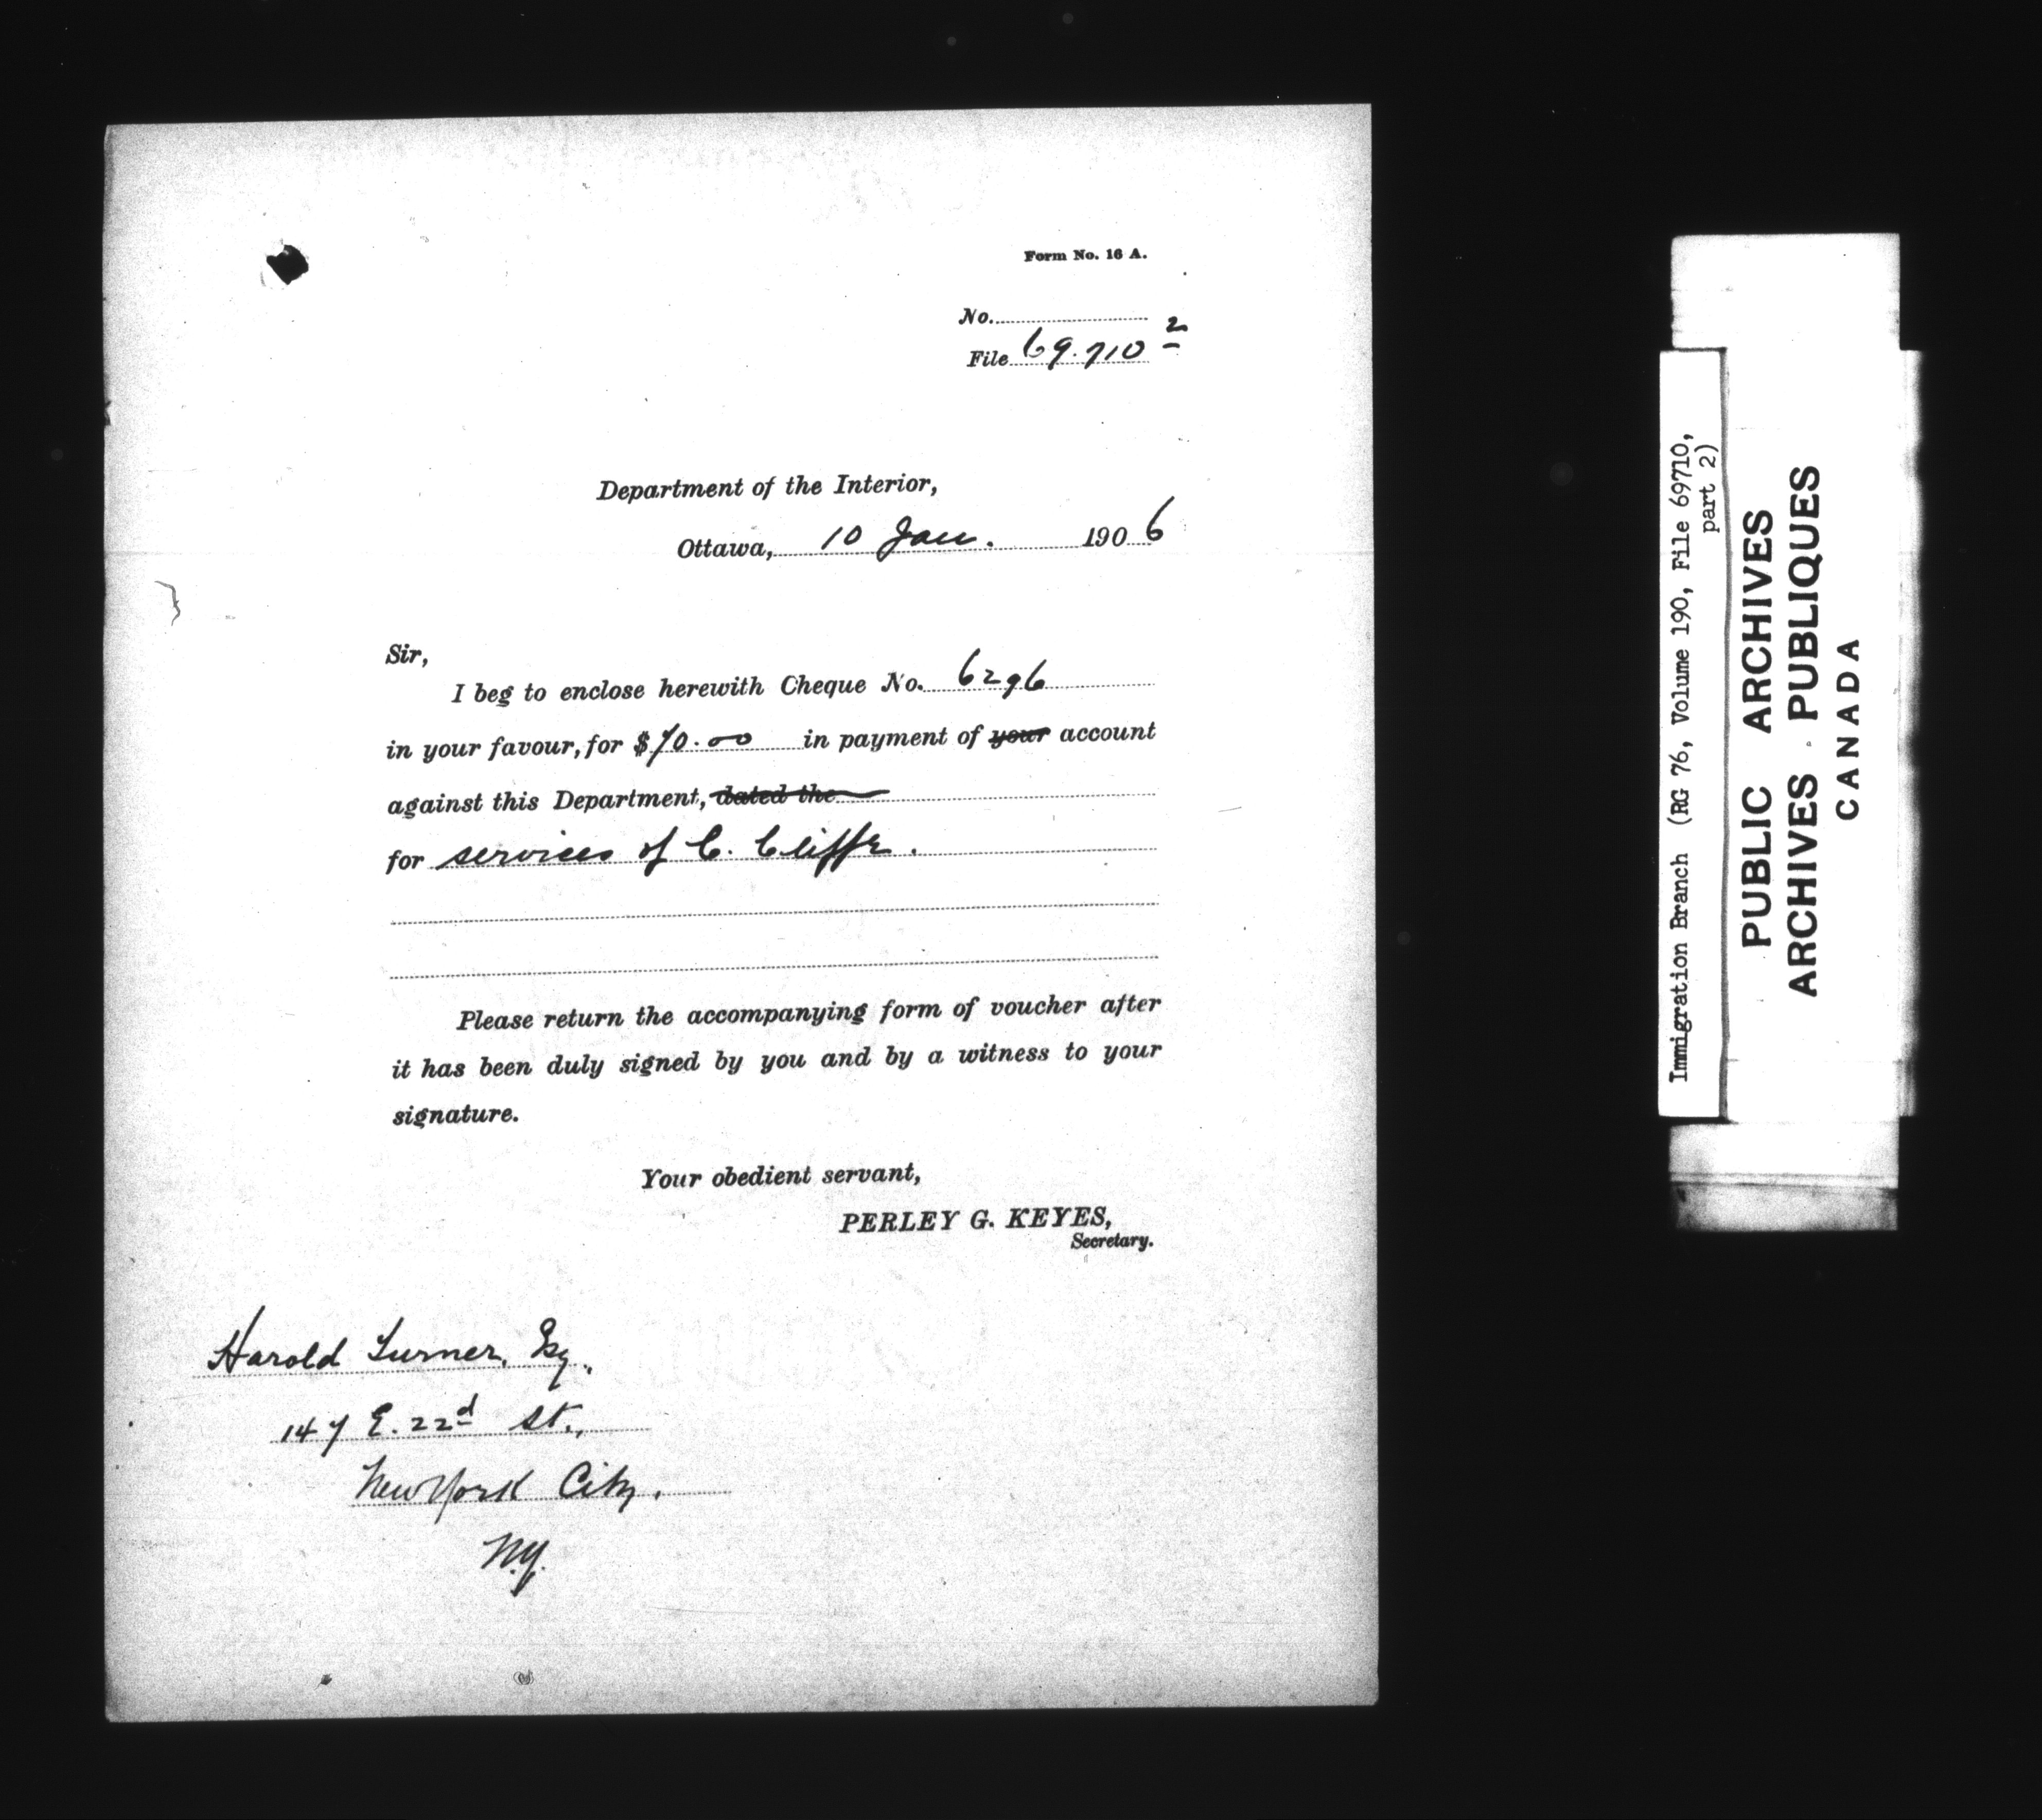 Form No. 16 A.
No.
File 69.710 2
Department of the Interior,
Ottawa, 10 Jan. 1906
Sir,
I beg to enclose herewith Cheque No. 6296
in your favour, for $70.00 in payment of your account
against this Department, dated the
for services of C. Cliffe.
Please return the accompanying form of voucher after
it has been duly signed by you and by a witness to your
signature.
Your obedient servant,
PERLEY G. KEYES,
Secretary.
Harold Turner, Esq.,
147 E. 22d St.,
New York City,
N.Y.
Immigration Branch (RG 76, Volume 190, File 69710,
part 2)
PUBLIC ARCHIVES
ARCHIVES PUBLIQUES
CANADA